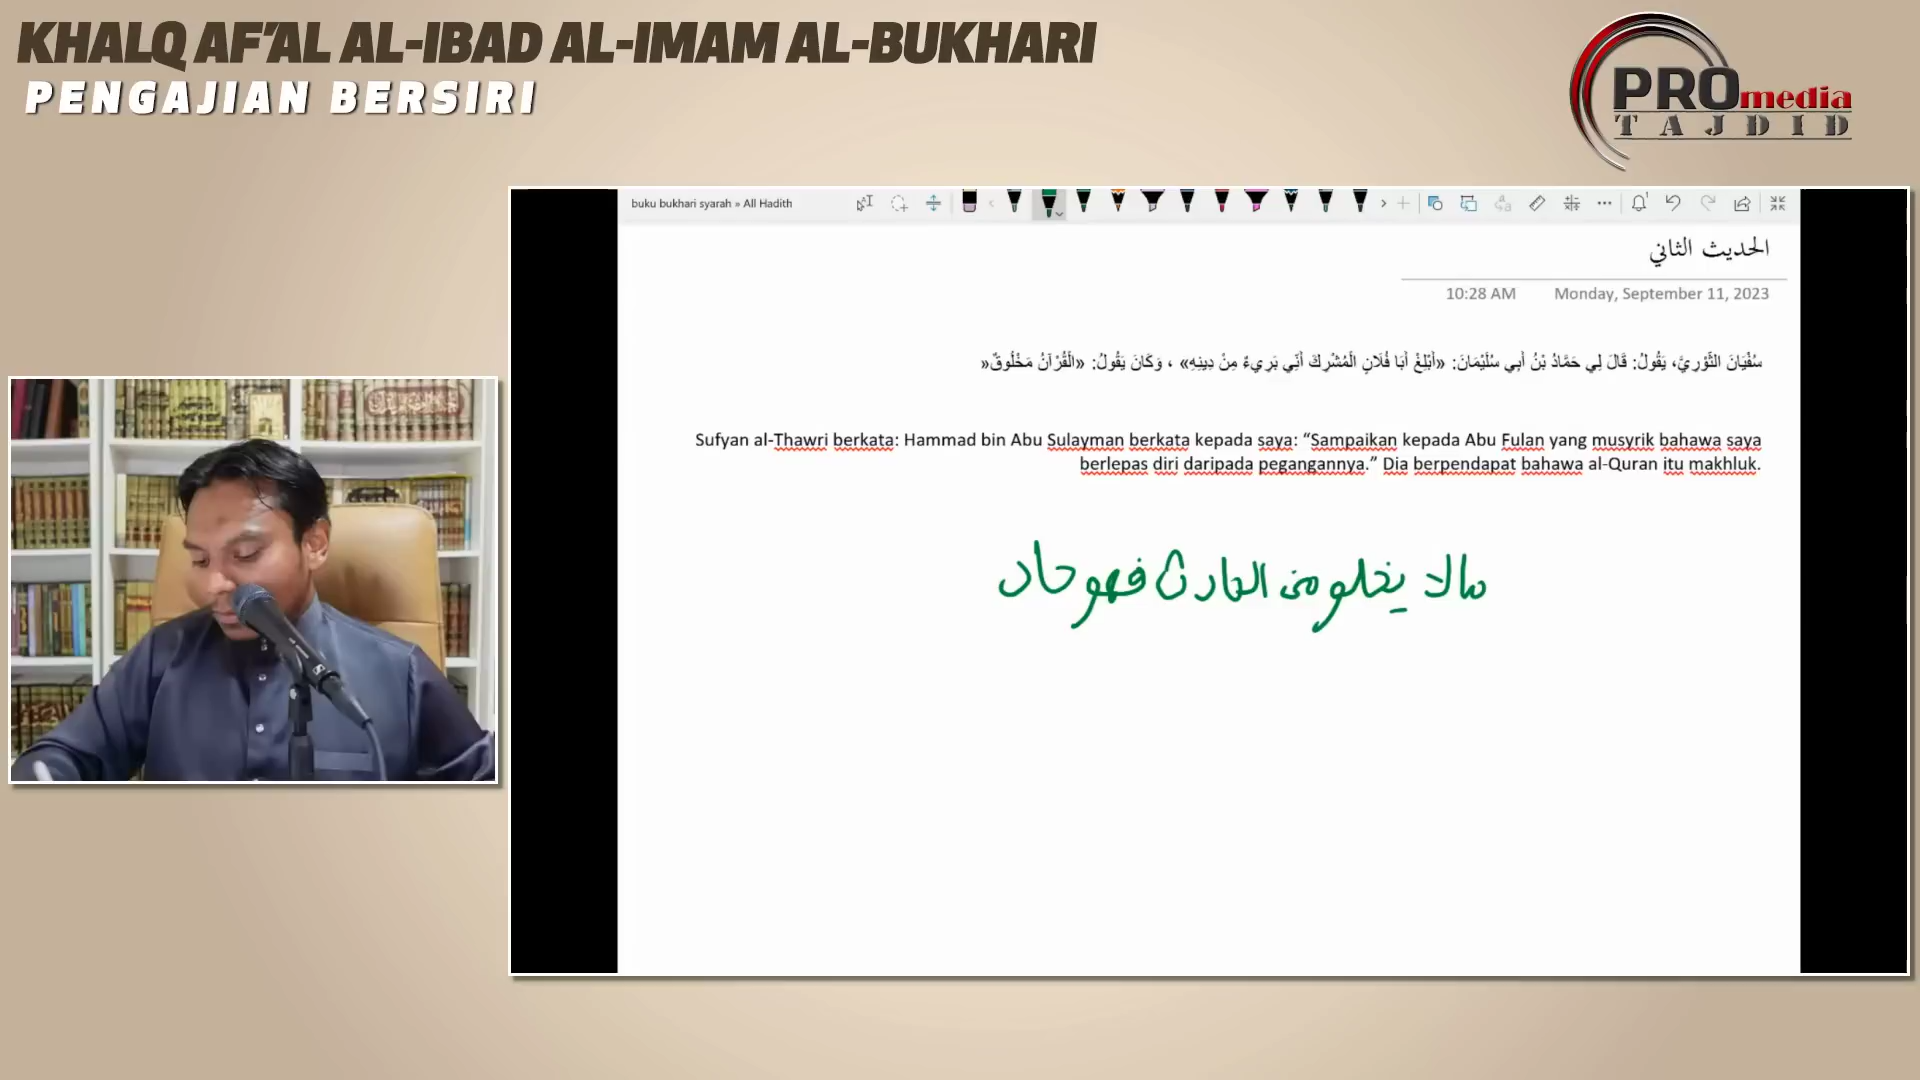 KHALQ AF'AL AL-IBAD AL-IMAM AL-BUKHARI
PENGAJIAN BERSIRI
PROmedia
TAJDID
buku bukhari syarah » All Hadith
الحديث الثاني
10:28 AM Monday, September 11, 2023
سُفْيَانَ الثَّوْرِيَّ، يَقُولُ: قَالَ لِي حَمَّادُ بْنُ أَبِي سُلَيْمَانَ: «أَبْلِغْ أَبَا فُلَانٍ الْمُشْرِكَ أَنِّي بَرِيءٌ مِنْ دِينِهِ» ، وَكَانَ يَقُولُ: «الْقُرْآنُ مَخْلُوقٌ«
Sufyan al-Thawri berkata: Hammad bin Abu Sulayman berkata kepada saya: “Sampaikan kepada Abu Fulan yang musyrik bahawa saya
berlepas diri daripada pegangannya.” Dia berpendapat bahawa al-Quran itu makhluk.
ما لا يخلو من الحادث فهو حاد